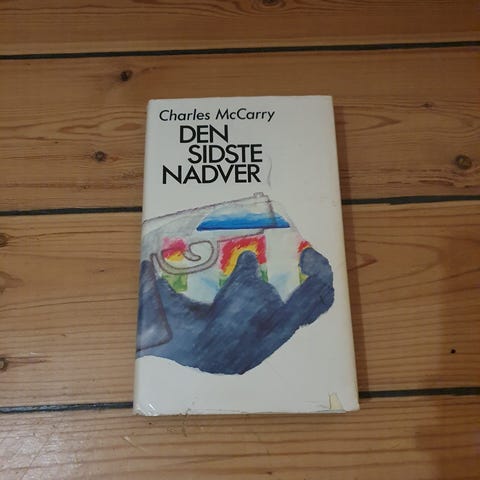 Charles McCarry
DEN
SIDSTE
NADVER